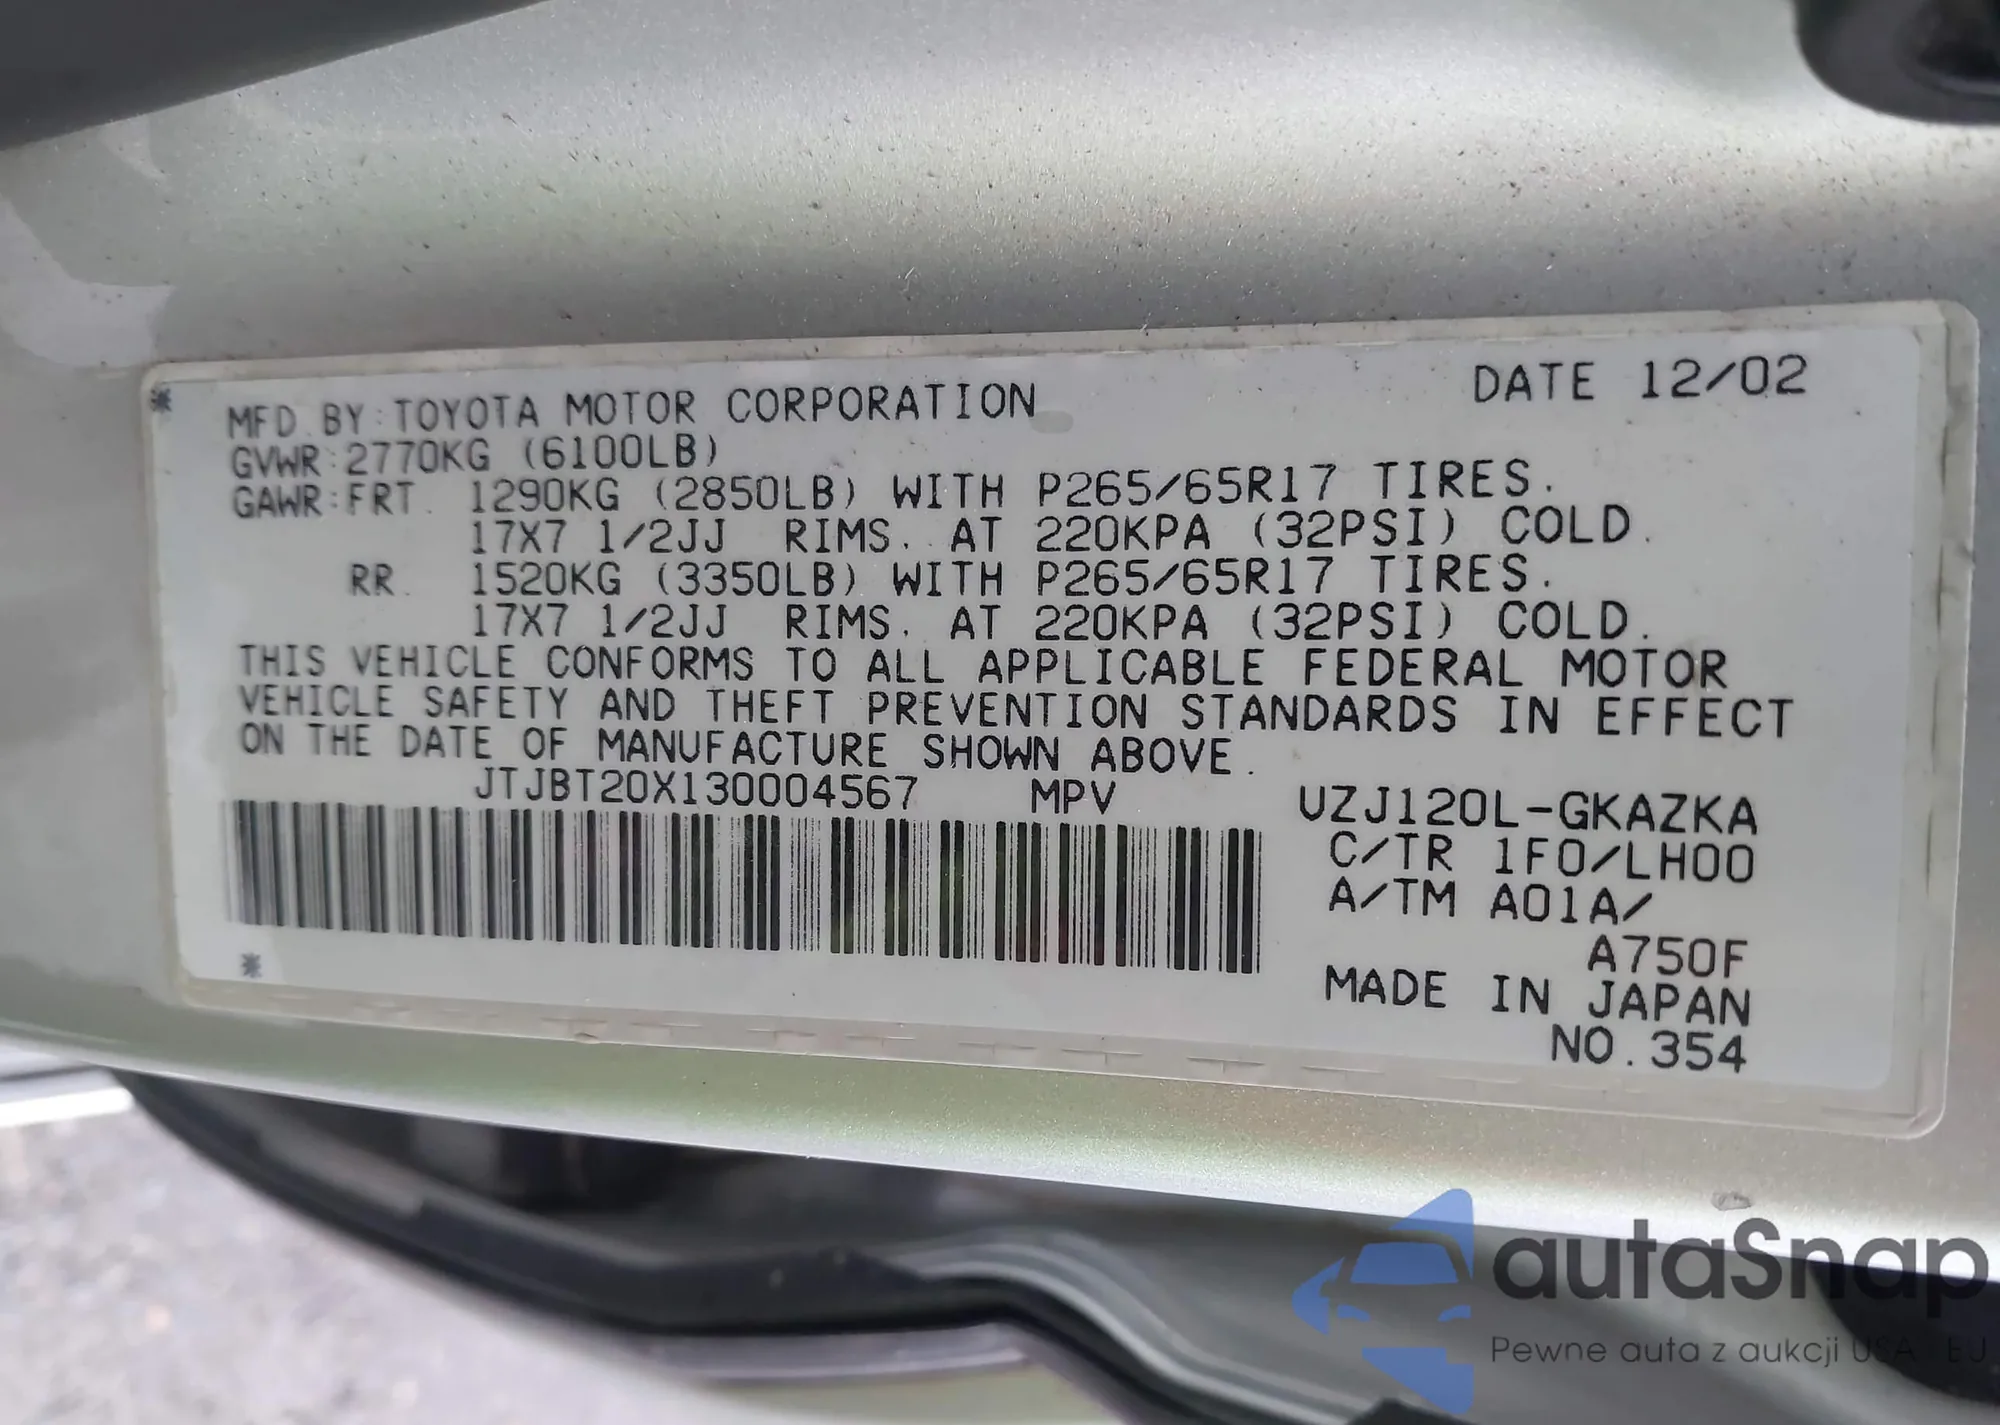 MFD. BY: TOYOTA MOTOR CORPORATION DATE 12/02
GVWR: 2770KG (6100LB)
GAWR: FRT. 1290KG (2850LB) WITH P265/65R17 TIRES.
17X7 1/2JJ RIMS. AT 220KPA (32PSI) COLD.
RR. 1520KG (3350LB) WITH P265/65R17 TIRES.
17X7 1/2JJ RIMS. AT 220KPA (32PSI) COLD.
THIS VEHICLE CONFORMS TO ALL APPLICABLE FEDERAL MOTOR
VEHICLE SAFETY AND THEFT PREVENTION STANDARDS IN EFFECT
ON THE DATE OF MANUFACTURE SHOWN ABOVE.
JTJBT20X130004567 MPV UZJ120L-GKAZKA
C/TR 1F0/LH00
A/TM A01A/
A750F
MADE IN JAPAN
NO.354
autaSnap
Pewne auta z aukcji USA EU